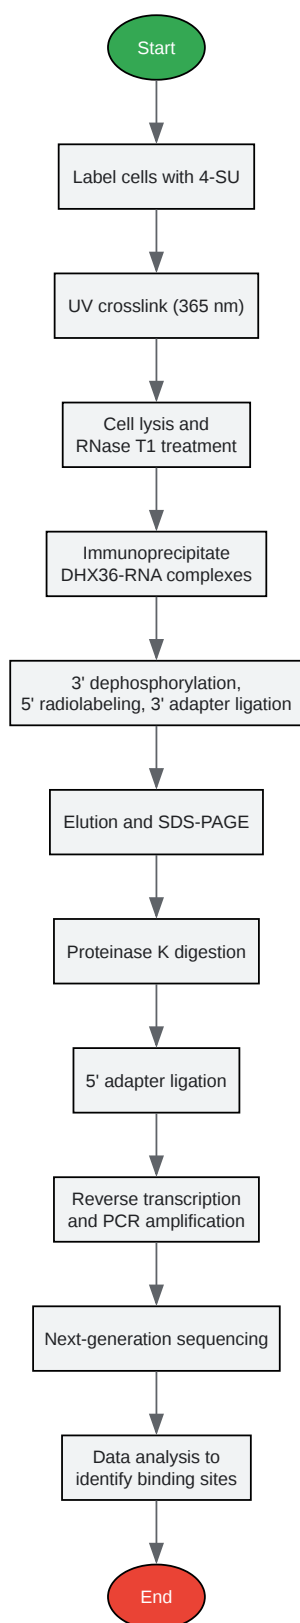 Start
Label cells with 4-SU
UV crosslink (365 nm)
Cell lysis and
RNase T1 treatment
Immunoprecipitate
DHX36-RNA complexes
3' dephosphorylation,
5' radiolabeling, 3' adapter ligation
Elution and SDS-PAGE
Proteinase K digestion
5' adapter ligation
Reverse transcription
and PCR amplification
Next-generation sequencing
Data analysis to
identify binding sites
End